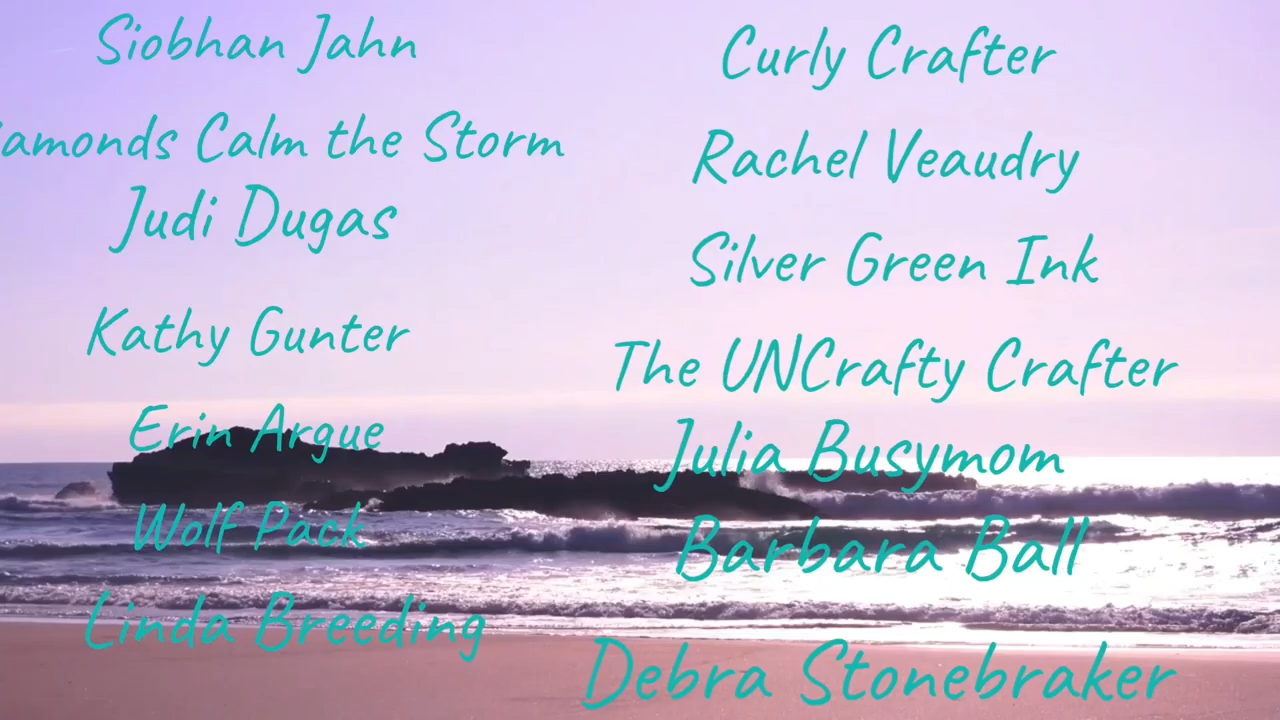 Siobhan Jahn
amonds Calm the Storm
Judi Dugas
Kathy Gunter
Erin Argue
Wolf Pack
Linda Breeding
Curly Crafter
Rachel Veaudry
Silver Green Ink
The UNCrafty Crafter
Julia Busymom
Barbara Ball
Debra Stonebraker